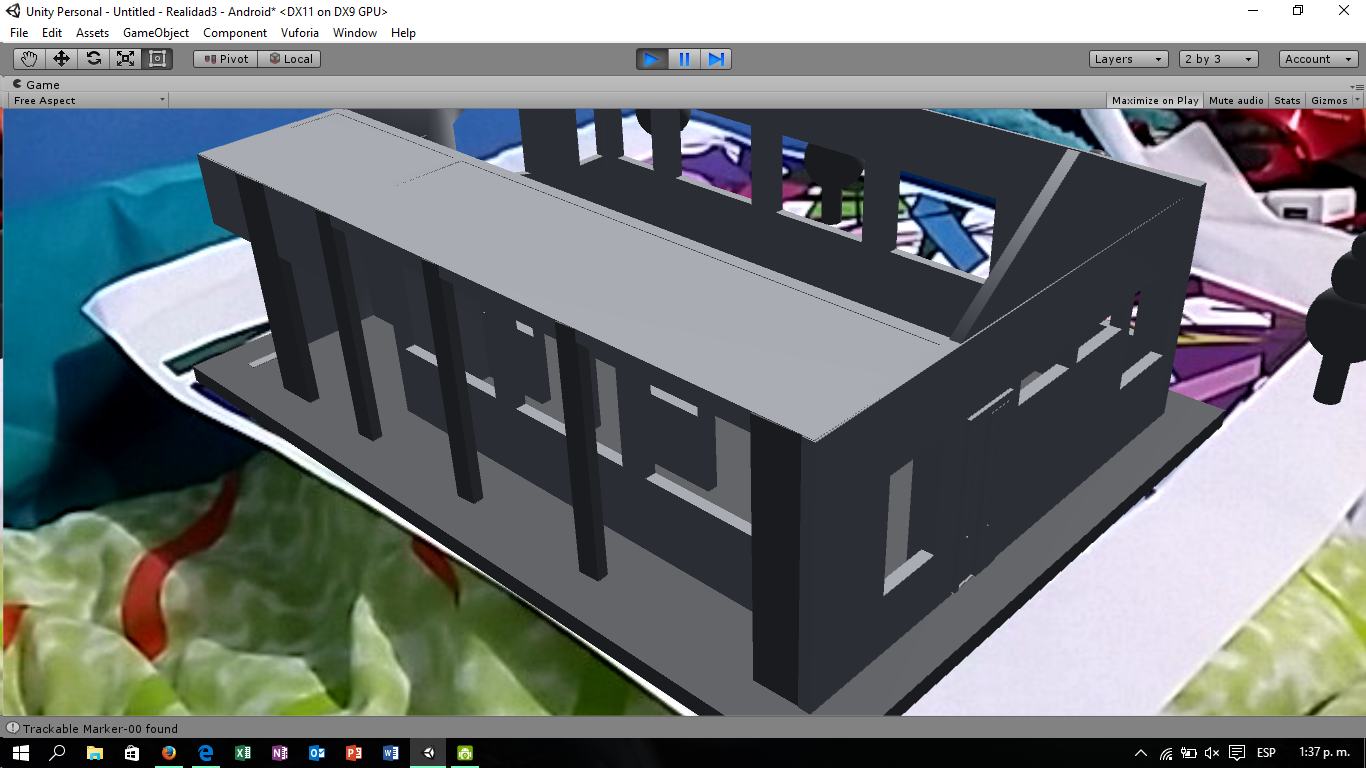 Unity Personal - Untitled - Realidad3 - Android* <DX11 on DX9 GPU>
File Edit Assets GameObject Component Vuforia Window Help
Pivot Local Layers 2 by 3 Account
Game
Free Aspect Maximize on Play Mute audio Stats Gizmos
Trackable Marker-00 found
ESP 1:37 p. m.